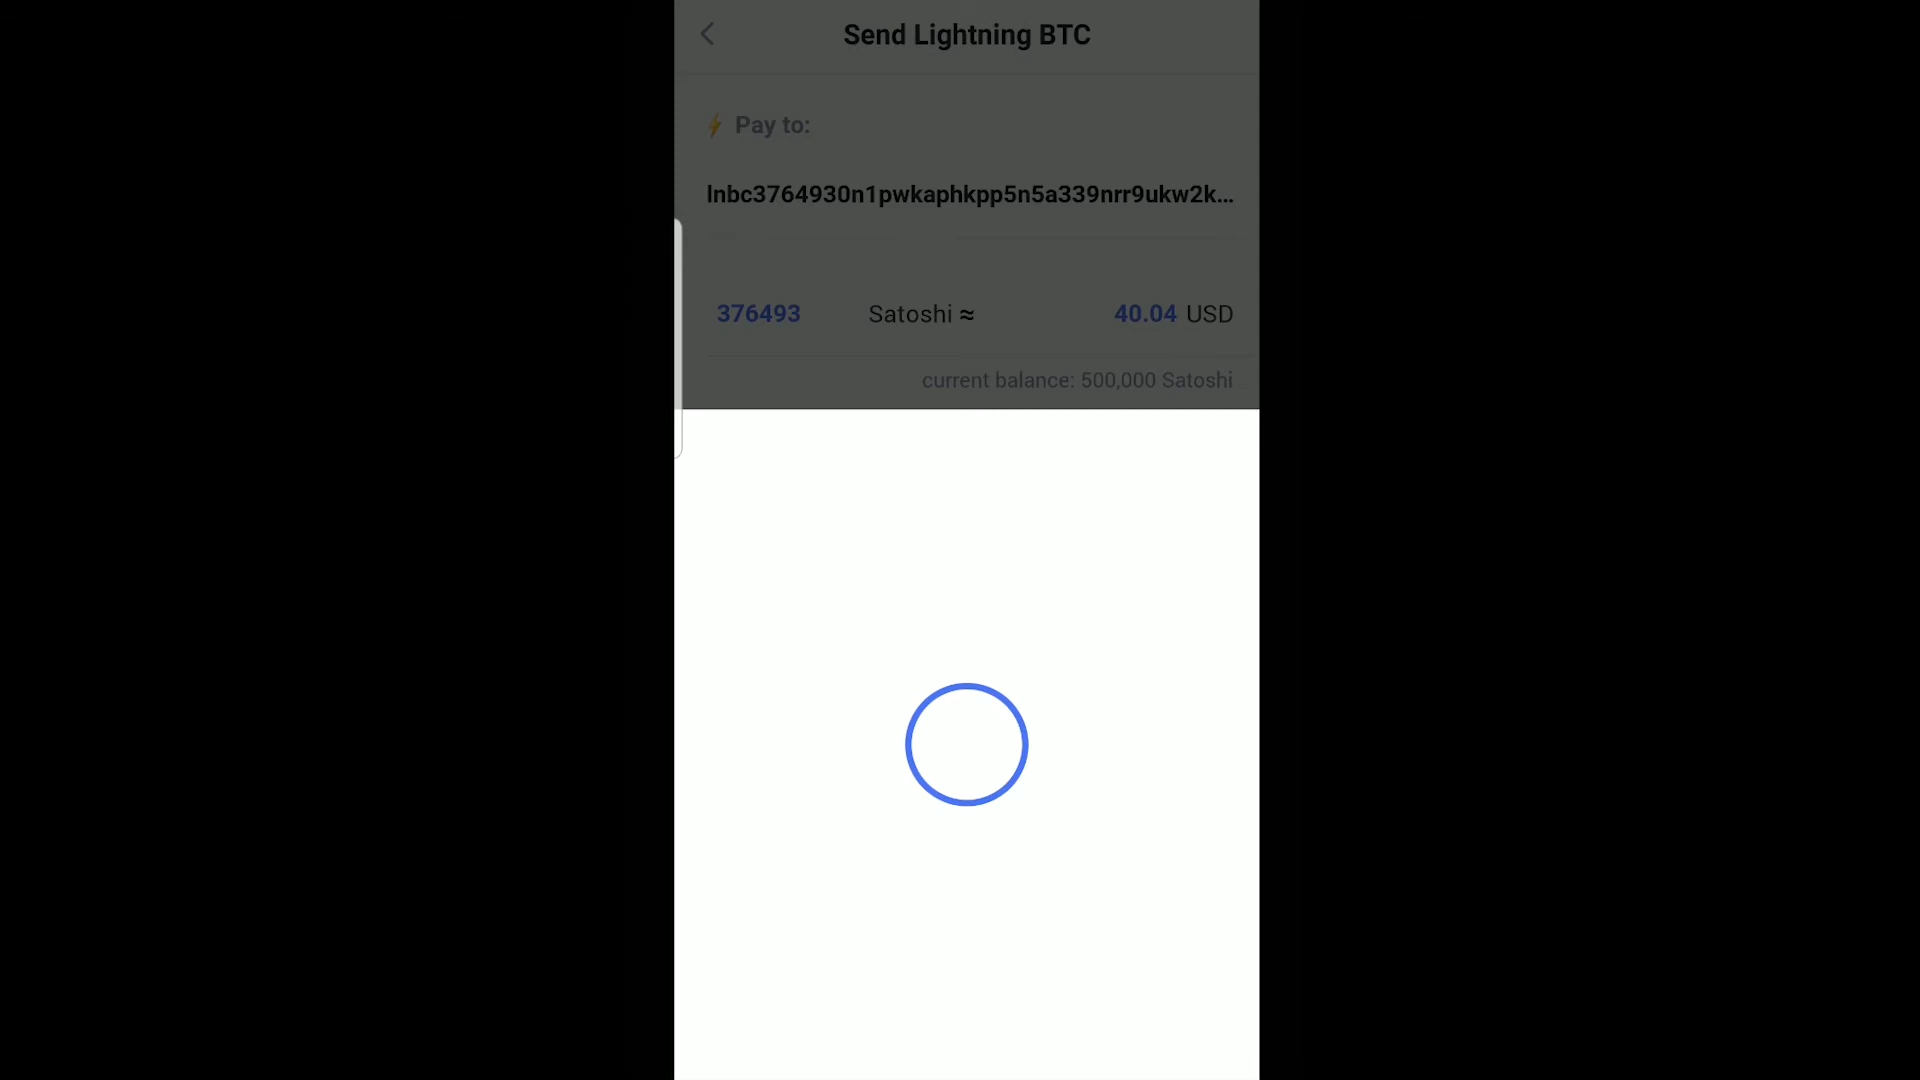 Send Lightning BTC
Pay to:
lnbc3764930n1pwkaphkpp5n5a339nrr9ukw2k...
376493 Satoshi ≈ 40.04 USD
current balance: 500,000 Satoshi